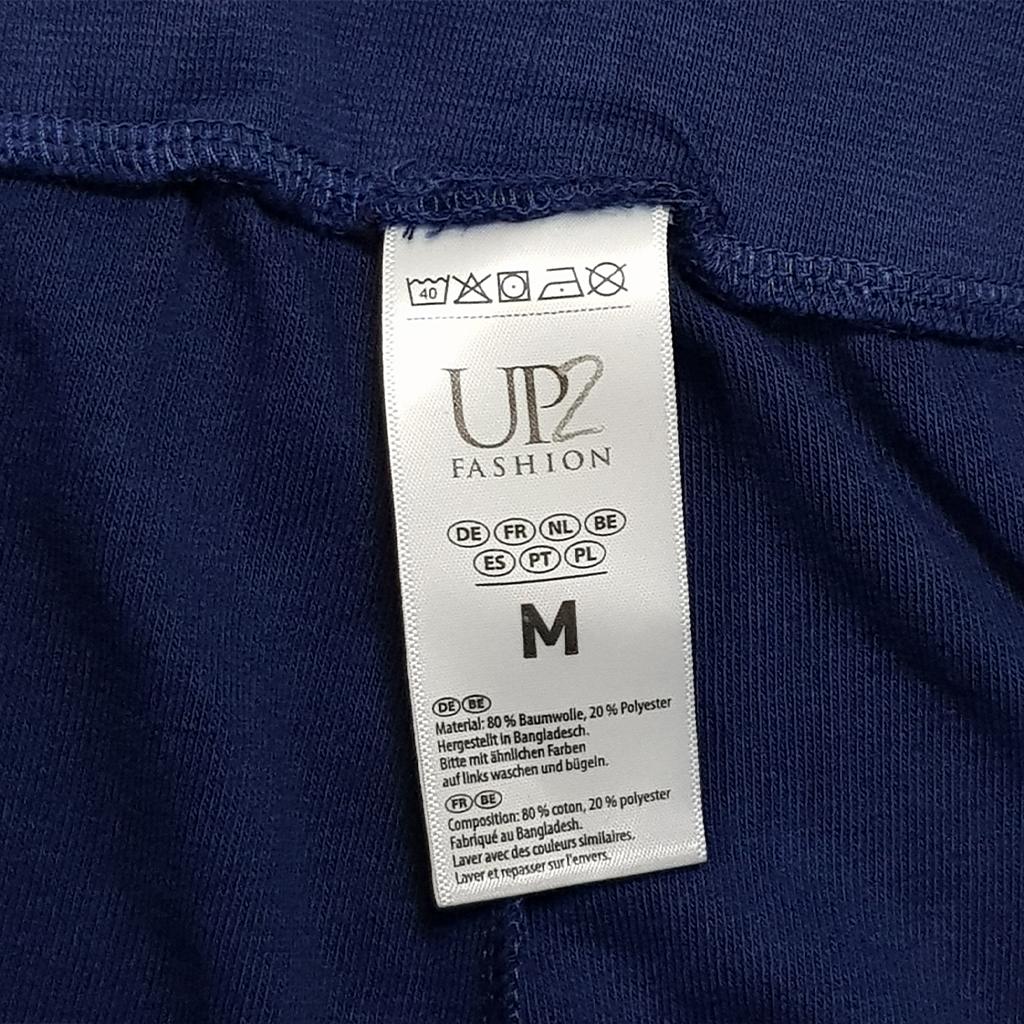 40
UP2
FASHION
DE FR NL BE
ES PT PL
M
DE BE
Material: 80 % Baumwolle, 20 % Polyester
Hergestellt in Bangladesch.
Bitte mit ähnlichen Farben
auf links waschen und bügeln.
FR BE
Composition: 80 % coton, 20 % polyester
Fabriqué au Bangladesh.
Laver avec des couleurs similaires.
Laver et repasser sur l'envers.